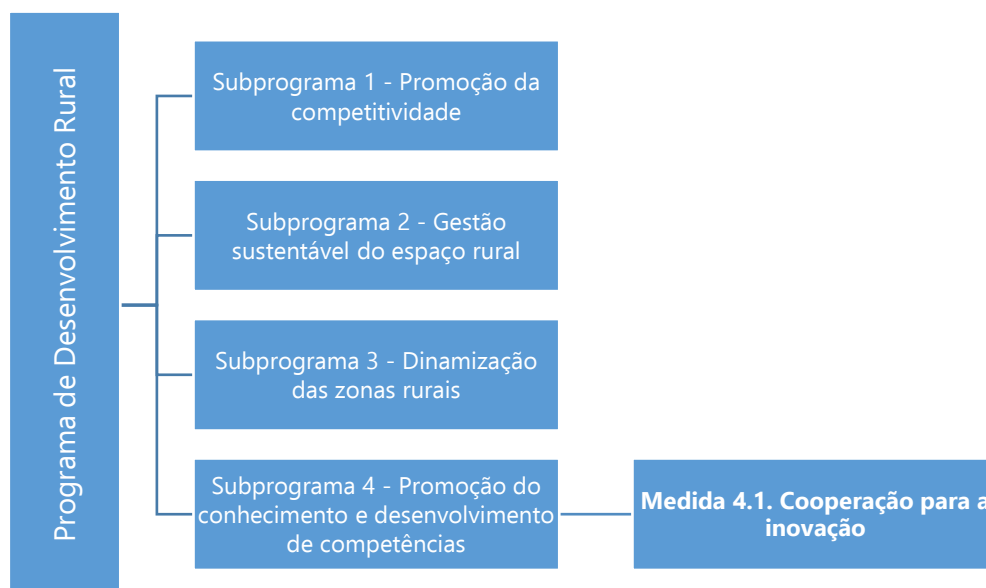 Programa de Desenvolvimento Rural
Subprograma 1 - Promoção da
competitividade
Subprograma 2 - Gestão
sustentável do espaço rural
Subprograma 3 - Dinamização
das zonas rurais
Subprograma 4 - Promoção do
conhecimento e desenvolvimento
de competências
Medida 4.1. Cooperação para a
inovação